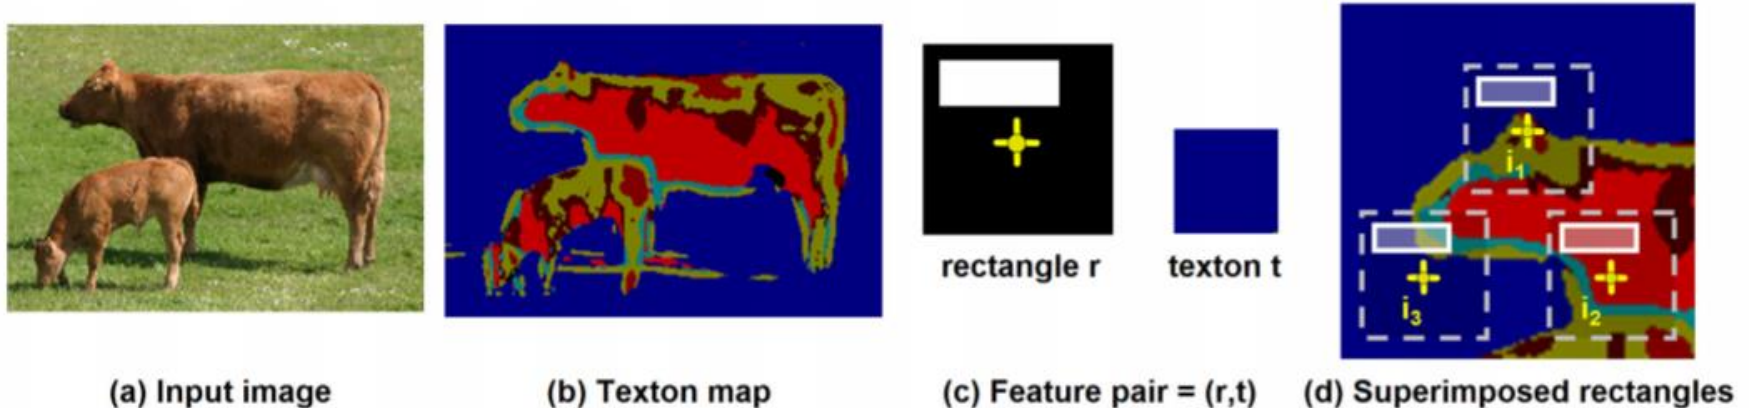 rectangle r
texton t
i1
i3
i2
(a) Input image
(b) Texton map
(c) Feature pair = (r,t)
(d) Superimposed rectangles